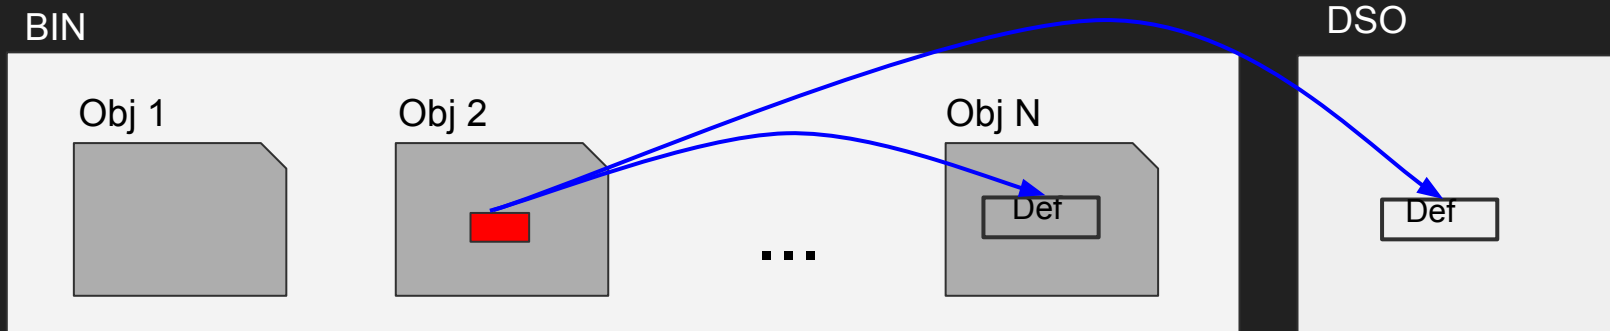 BIN
DSO
Obj 1
Obj 2
Obj N
Def
Def
...